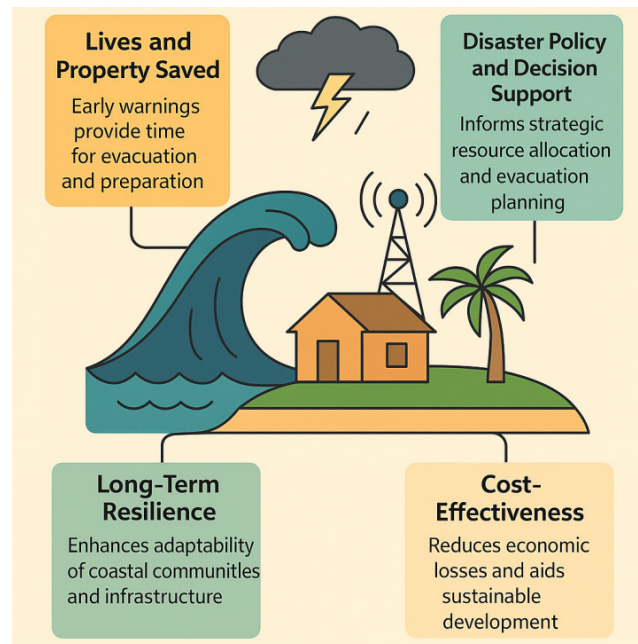 Lives and
Property Saved
Early warnings
provide time
for evacuation
and preparation
Disaster Policy
and Decision
Support
Informs strategic
resource allocation
and evacuation
planning
Long-Term
Resilience
Enhances adaptability
of coastal communitles
and infrastructure
Cost-
Effectiveness
Reduces economic
losses and aids
sustainable
development